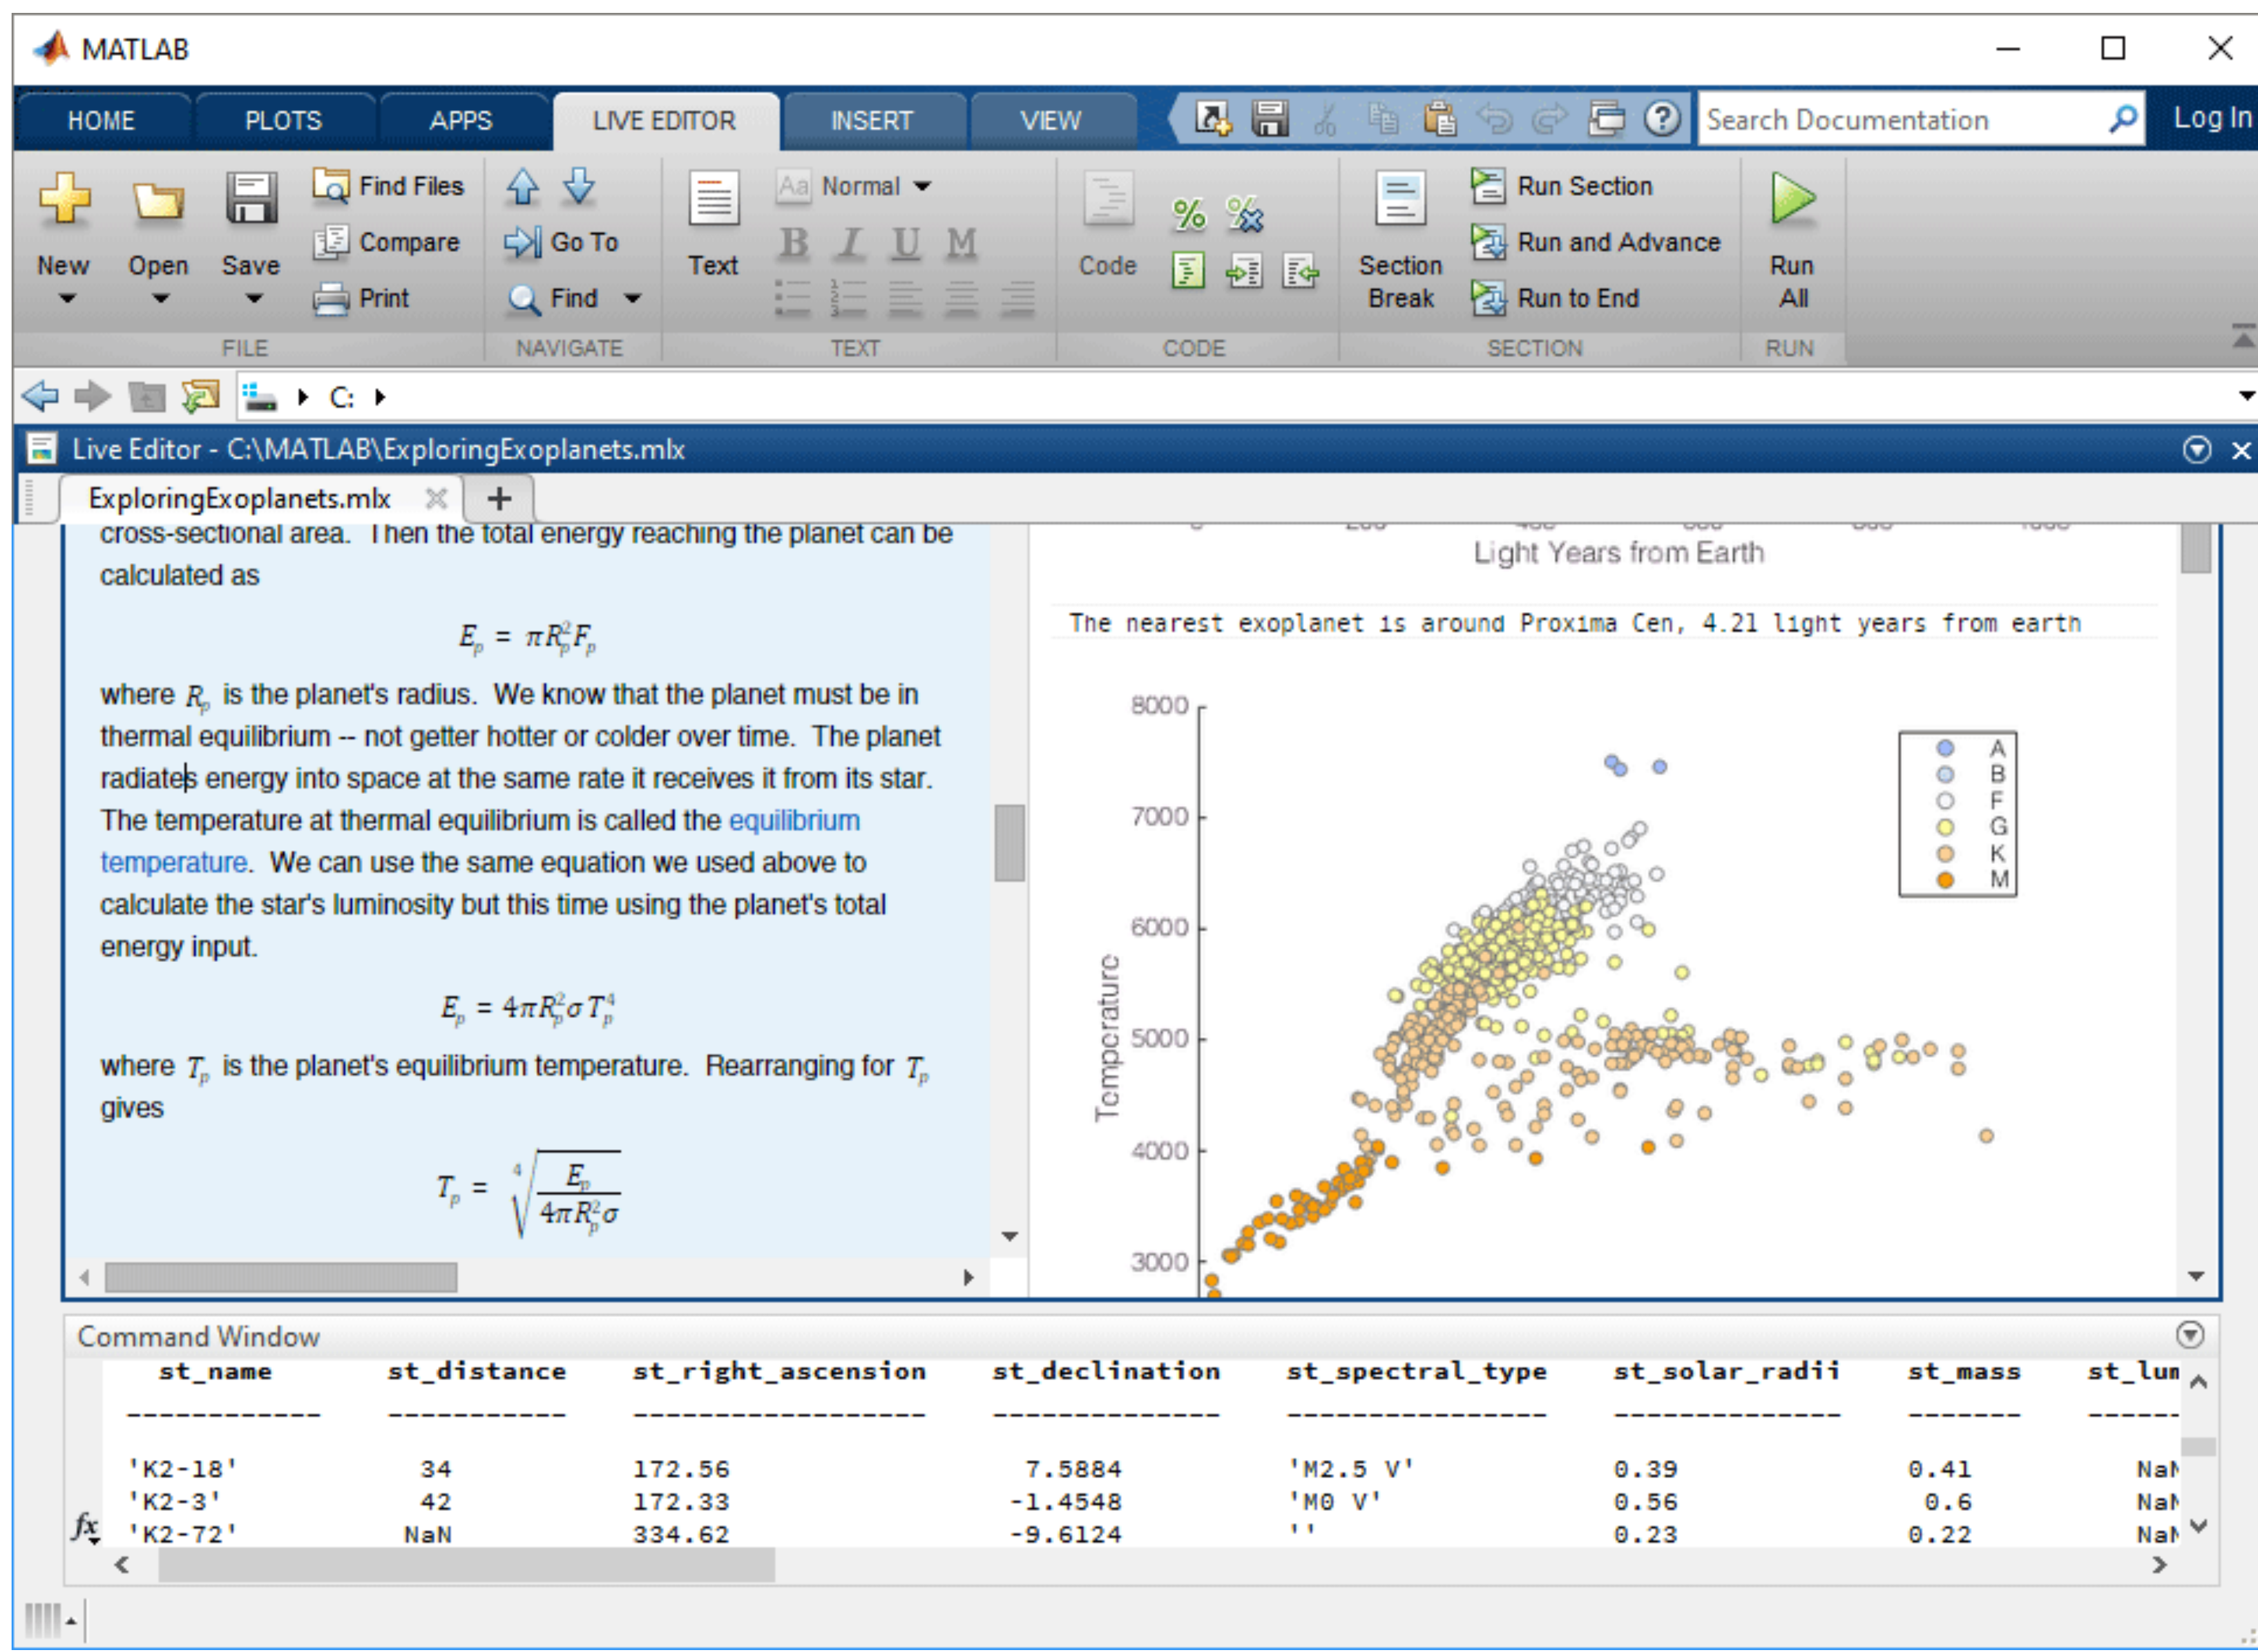 MATLAB
HOME PLOTS APPS LIVE EDITOR INSERT VIEW Search Documentation Log In
New Open Save Find Files Compare Print
FILE
Go To Find
NAVIGATE
Text Aa Normal B I U M
TEXT
Code
CODE
Section Break Run Section Run and Advance Run to End
SECTION
Run All
RUN
C:
Live Editor - C:\MATLAB\ExploringExoplanets.mlx
ExploringExoplanets.mlx
cross-sectional area. Then the total energy reaching the planet can be
calculated as
E_p = πR_p^2F_p
where R_p is the planet's radius. We know that the planet must be in
thermal equilibrium -- not getter hotter or colder over time. The planet
radiates energy into space at the same rate it receives it from its star.
The temperature at thermal equilibrium is called the equilibrium
temperature. We can use the same equation we used above to
calculate the star's luminosity but this time using the planet's total
energy input.
E_p = 4πR_p^2σT_p^4
where T_p is the planet's equilibrium temperature. Rearranging for T_p
gives
T_p = ∜(E_p / 4πR_p^2σ)
Light Years from Earth
The nearest exoplanet is around Proxima Cen, 4.21 light years from earth
8000
7000
6000
5000
4000
3000
Temperature
A
B
F
G
K
M
Command Window
st_name st_distance st_right_ascension st_declination st_spectral_type st_solar_radii st_mass st_lum
------------ ----------- ------------------ -------------- ---------------- -------------- ------- ------
'K2-18' 34 172.56 7.5884 'M2.5 V' 0.39 0.41 NaN
'K2-3' 42 172.33 -1.4548 'M0 V' 0.56 0.6 NaN
fx 'K2-72' NaN 334.62 -9.6124 '' 0.23 0.22 NaN